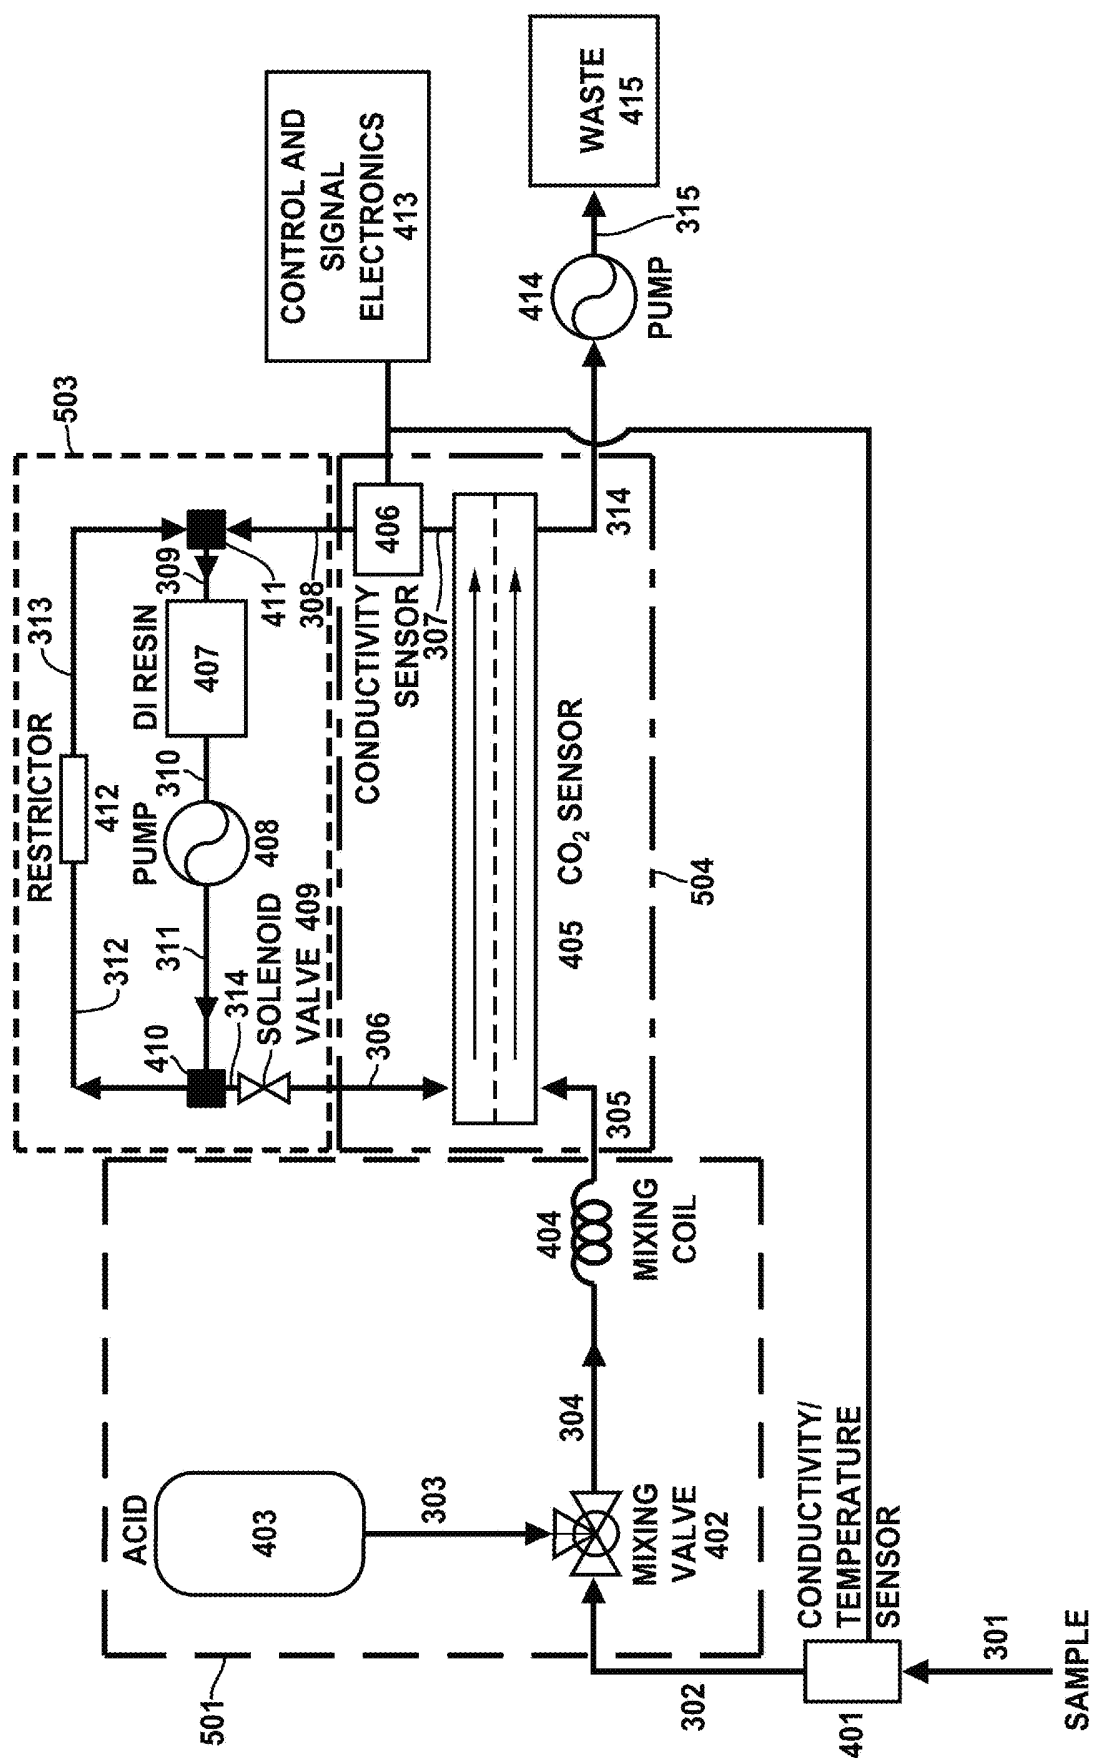 SAMPLE
301
401
CONDUCTIVITY/
TEMPERATURE
SENSOR
302
501
ACID
403
303
MIXING
VALVE
402
304
404
MIXING
COIL
305
503
RESTRICTOR
412
312
313
410
311
PUMP
408
310
DI RESIN
407
309
411
314
SOLENOID
VALVE 409
306
308
CONDUCTIVITY
SENSOR
406
307
405 CO₂ SENSOR
504
314
CONTROL AND
SIGNAL
ELECTRONICS
413
414
PUMP
315
WASTE
415